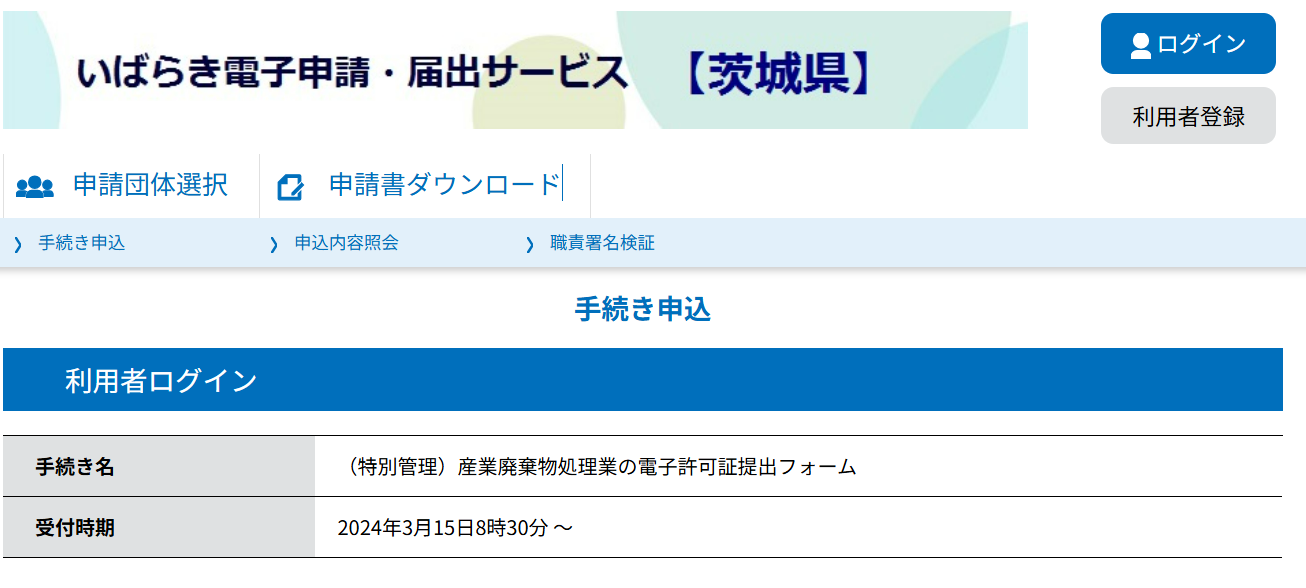 いばらき電子申請・届出サービス 【茨城県】
ログイン
利用者登録
申請団体選択 申請書ダウンロード
手続き申込 申込内容照会 職責署名検証
手続き申込
利用者ログイン
手続き名 （特別管理）産業廃棄物処理業の電子許可証提出フォーム
受付時期 2024年3月15日8時30分 ～